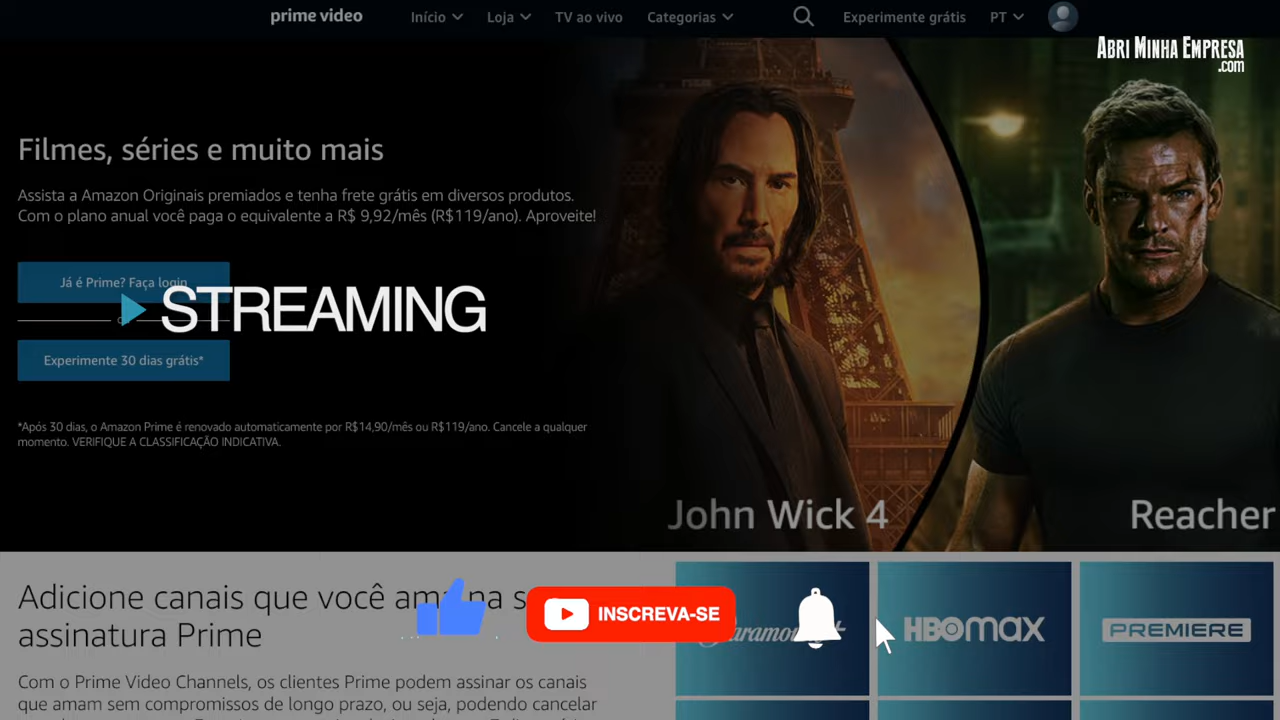 prime video
Início
Loja
TV ao vivo
Categorias
Experimente grátis
PT
ABRI MINHA EMPRESA
.COM
Filmes, séries e muito mais
Assista a Amazon Originais premiados e tenha frete grátis em diversos produtos.
Com o plano anual você paga o equivalente a R$ 9,92/mês (R$119/ano). Aproveite!
Já é Prime? Faça login
STREAMING
Experimente 30 dias grátis*
*Após 30 dias, o Amazon Prime é renovado automaticamente por R$14,90/mês ou R$119/ano. Cancele a qualquer
momento. VERIFIQUE A CLASSIFICAÇÃO INDICATIVA.
John Wick 4
Reacher
Adicione canais que você ama na s
assinatura Prime
INSCREVA-SE
HBOMAX
PREMIERE
Com o Prime Video Channels, os clientes Prime podem assinar os canais
que amam sem compromissos de longo prazo, ou seja, podendo cancelar